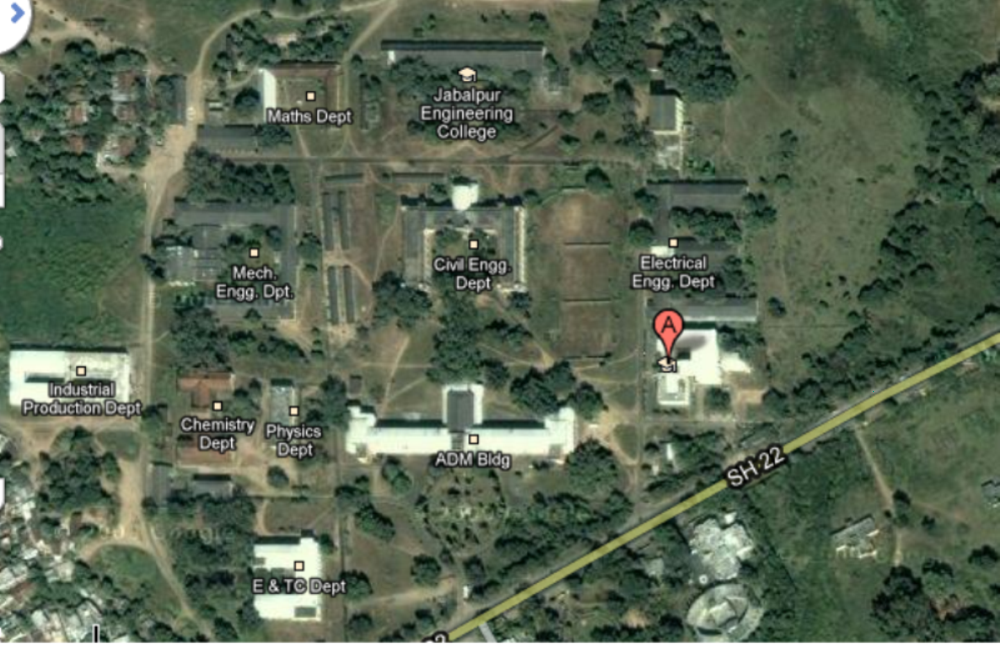 Maths Dept
Jabalpur
Engineering
College
Mech.
Engg. Dpt.
Civil Engg.
Dept
Electrical
Engg. Dept
A
Industrial
Production Dept
Chemistry
Dept
Physics
Dept
ADM Bldg
SH 22
E & TC Dept